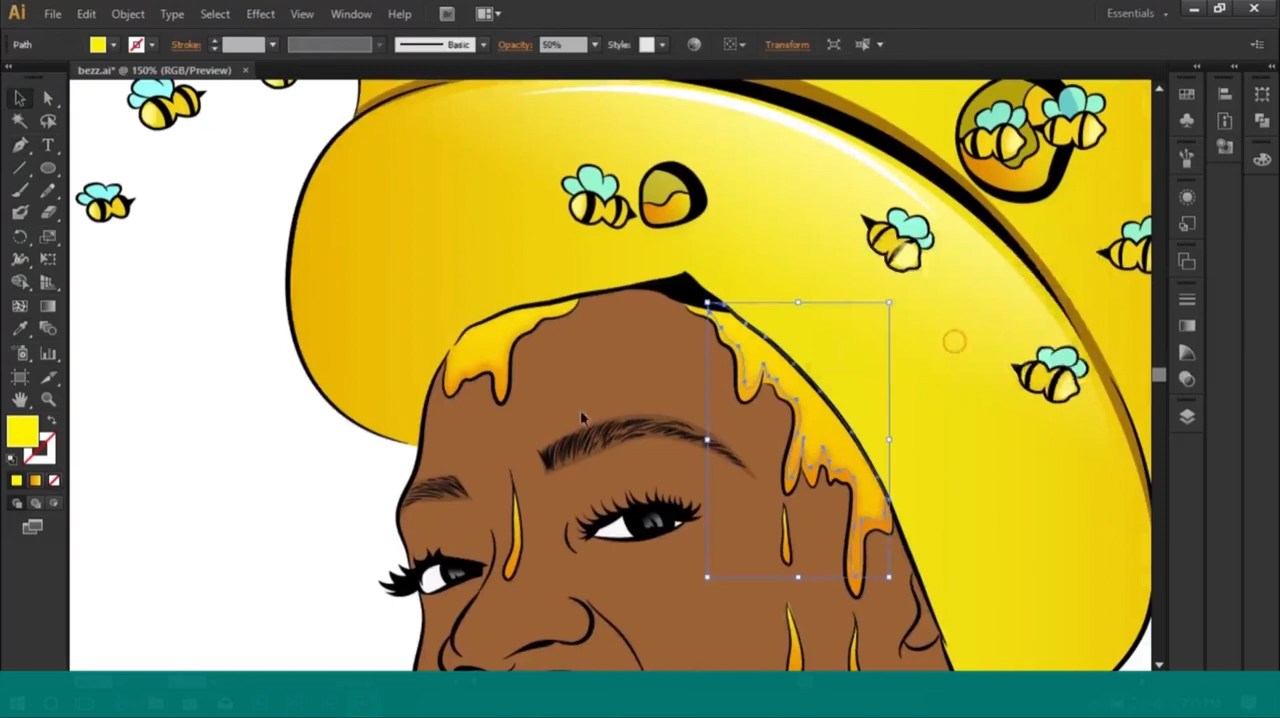 Ai File Edit Object Type Select Effect View Window Help Br Essentials
Path Stroke: Basic Opacity: 50% Style: Transform
bezz.ai* @ 150% (RGB/Preview) ×